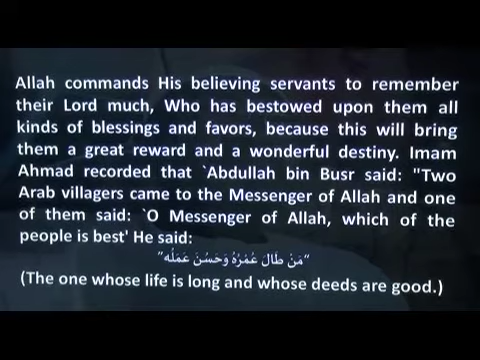 Allah commands His believing servants to remember
their Lord much, Who has bestowed upon them all
kinds of blessings and favors, because this will bring
them a great reward and a wonderful destiny. Imam
Ahmad recorded that `Abdullah bin Busr said: "Two
Arab villagers came to the Messenger of Allah and one
of them said: `O Messenger of Allah, which of the
people is best' He said:
“مَنْ طَالَ عُمْرُهُ وَحَسُنَ عَمَلُه”
(The one whose life is long and whose deeds are good.)